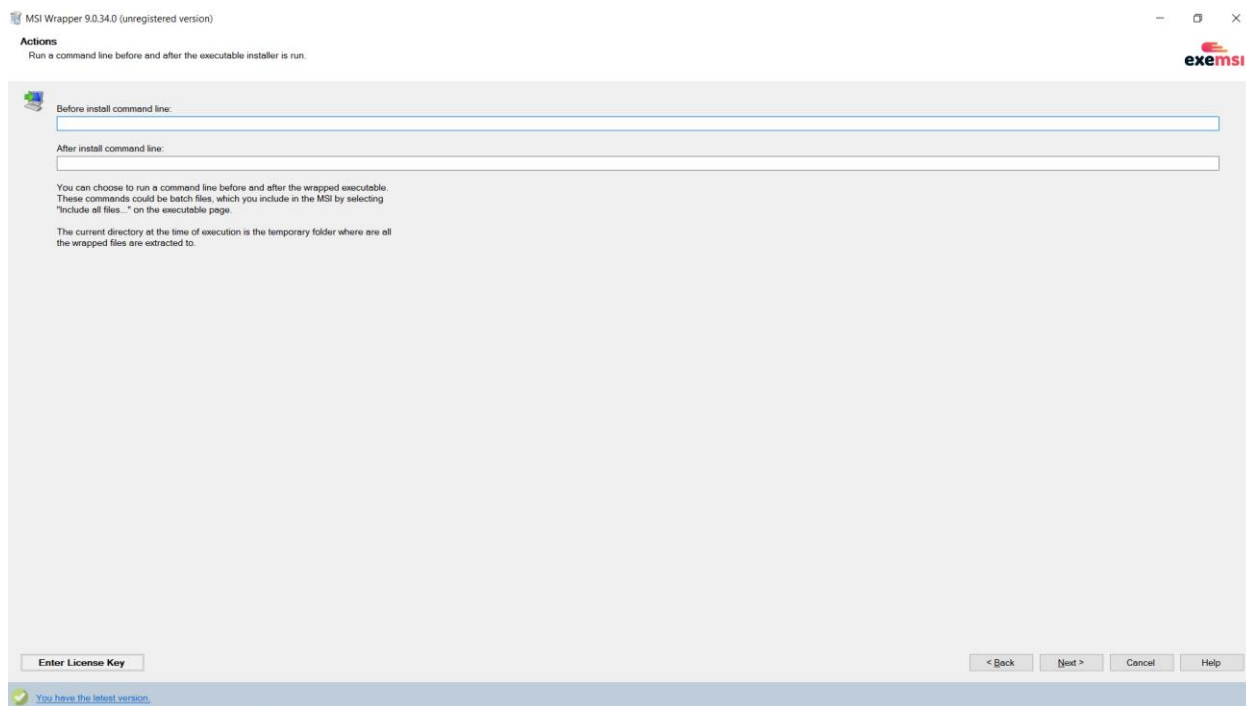 MSI Wrapper 9.0.34.0 (unregistered version)
Actions
Run a command line before and after the executable installer is run.
exemsi
Before install command line:
After install command line:
You can choose to run a command line before and after the wrapped executable.
These commands could be batch files, which you include in the MSI by selecting
"Include all files..." on the executable page.
The current directory at the time of execution is the temporary folder where are all
the wrapped files are extracted to.
Enter License Key
< Back
Next >
Cancel
Help
You have the latest version.